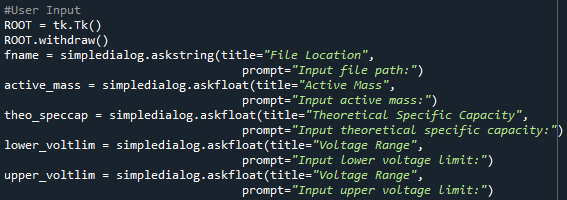 #User Input
ROOT = tk.Tk()
ROOT.withdraw()
fname = simpledialog.askstring(title="File Location",
                                  prompt="Input file path:")
active_mass = simpledialog.askfloat(title="Active Mass",
                                  prompt="Input active mass:")
theo_speccap = simpledialog.askfloat(title="Theoretical Specific Capacity",
                                  prompt="Input theoretical specific capacity:")
lower_voltlim = simpledialog.askfloat(title="Voltage Range",
                                  prompt="Input lower voltage limit:")
upper_voltlim = simpledialog.askfloat(title="Voltage Range",
                                  prompt="Input upper voltage limit:")